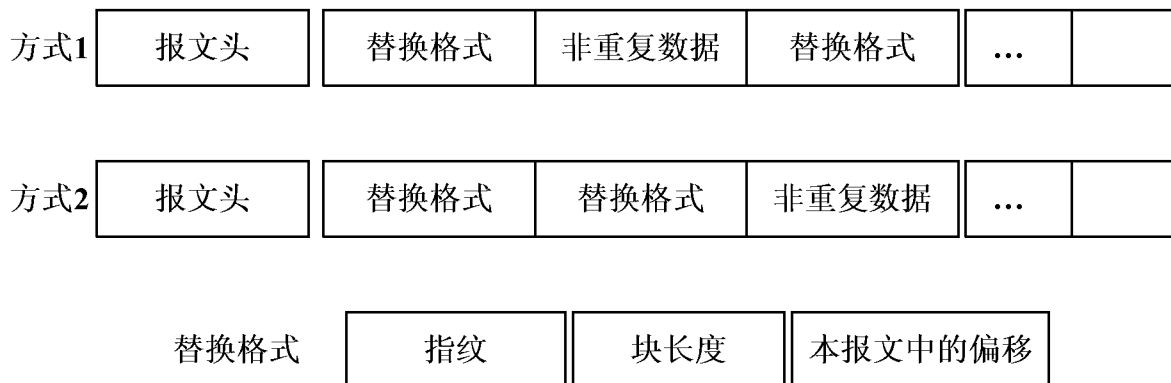 方式1 报文头 替换格式 非重复数据 替换格式 ...
方式2 报文头 替换格式 替换格式 非重复数据 ...
替换格式 指纹 块长度 本报文中的偏移